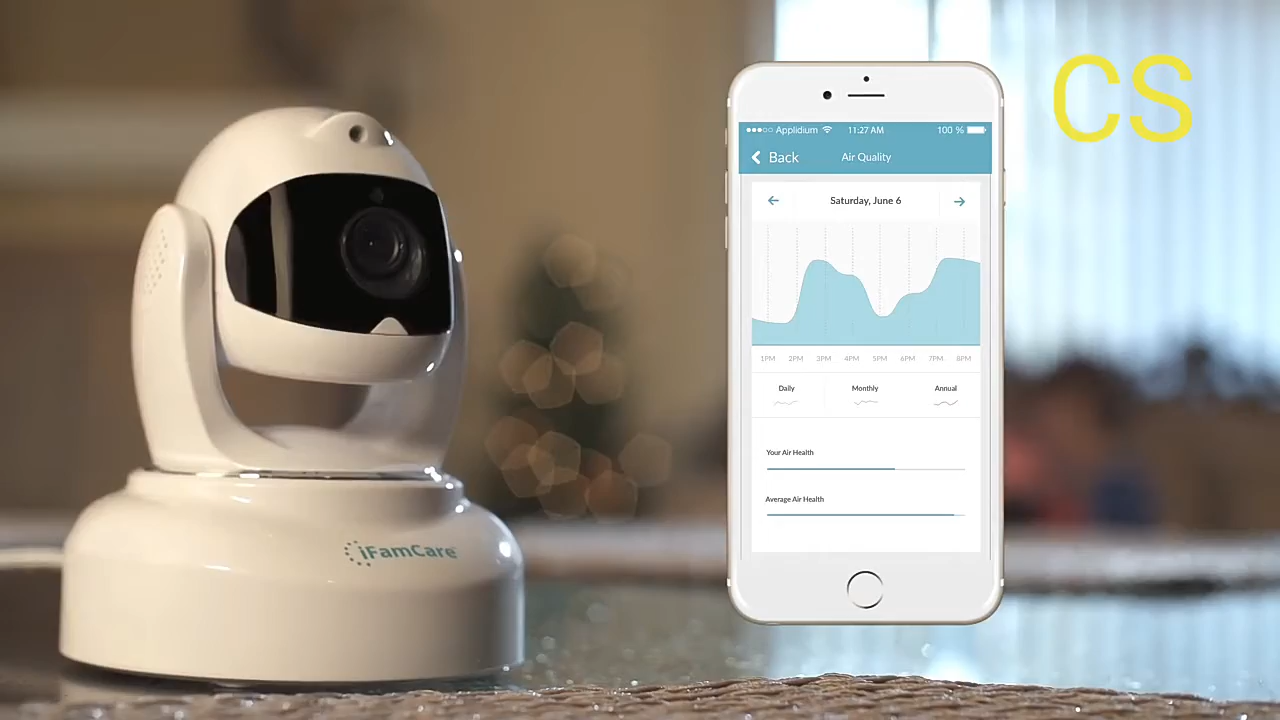 CS
Applidium 11:27 AM 100 %
Back Air Quality
Saturday, June 6
1PM 2PM 3PM 4PM 5PM 6PM 7PM 8PM
Daily Monthly Annual
Your Air Health
Average Air Health
iFamCare